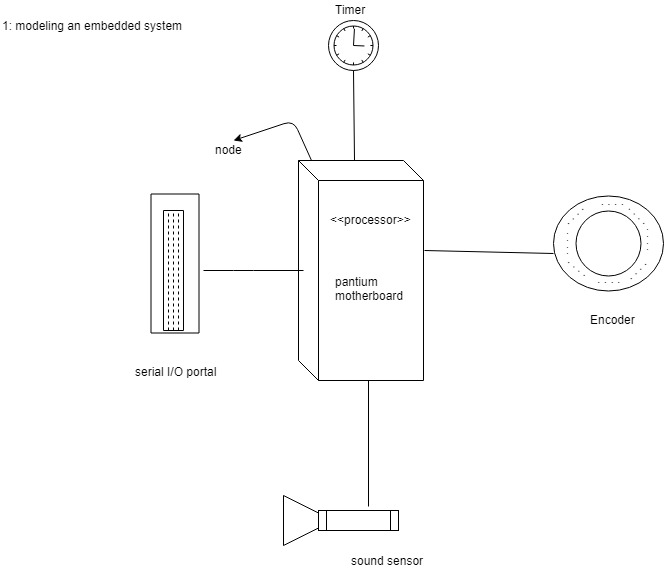 Timer
1: modeling an embedded system
node
<<processor>>
pantium
motherboard
Encoder
serial I/O portal
sound sensor